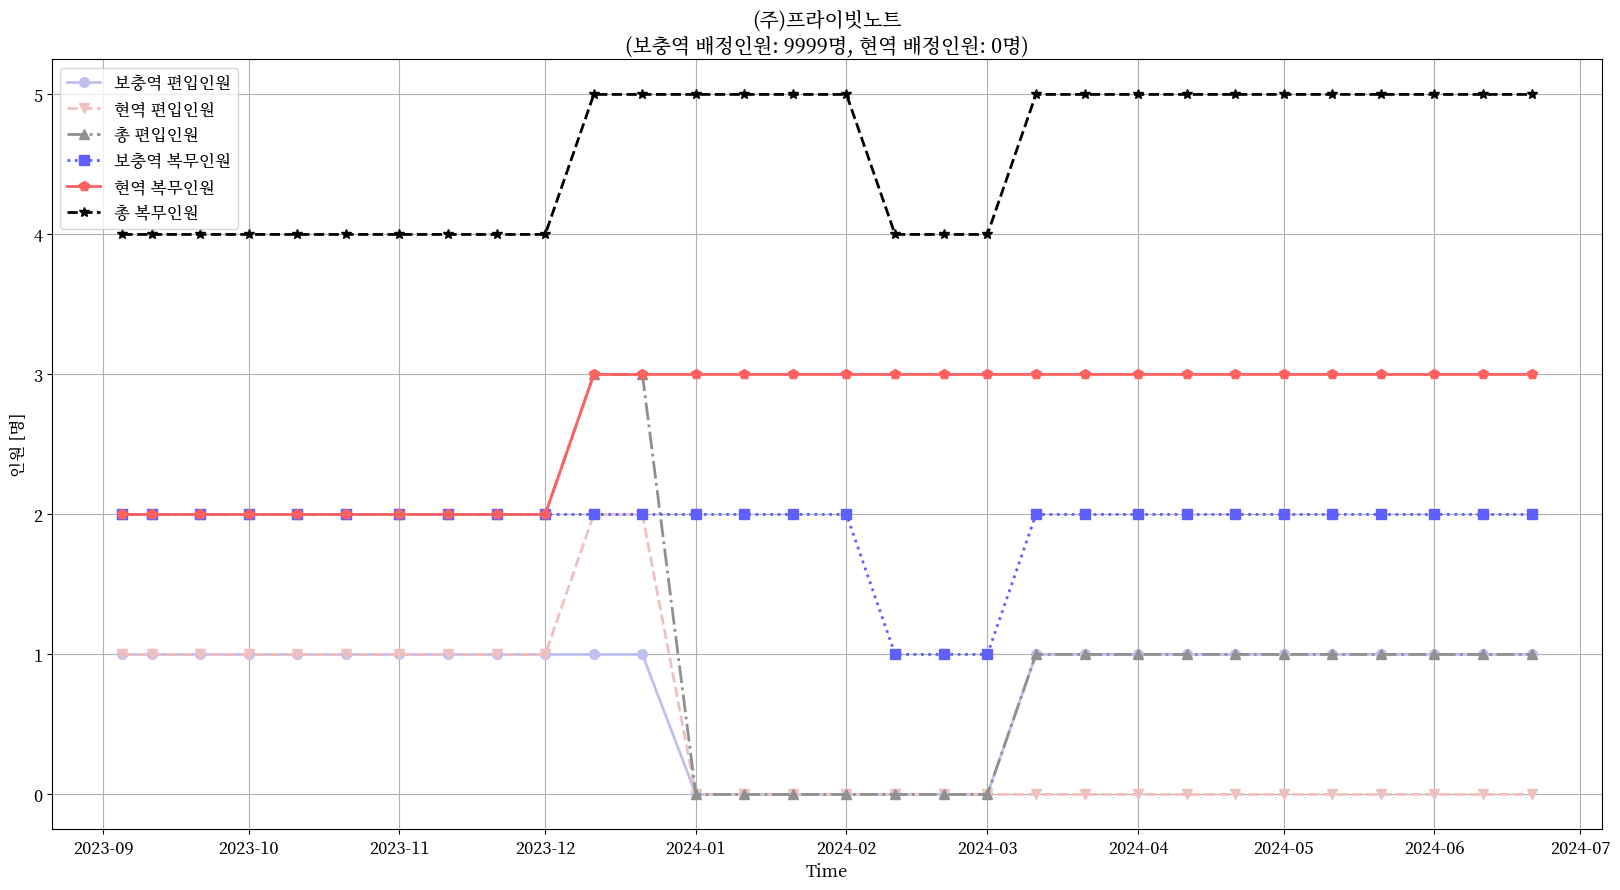 (주)프라이빗노트
(보충역 배정인원: 9999명, 현역 배정인원: 0명)
보충역 편입인원
현역 편입인원
총 편입인원
보충역 복무인원
현역 복무인원
총 복무인원
5
4
3
2
1
0
인원 [명]
2023-09 2023-10 2023-11 2023-12 2024-01 2024-02 2024-03 2024-04 2024-05 2024-06 2024-07
Time